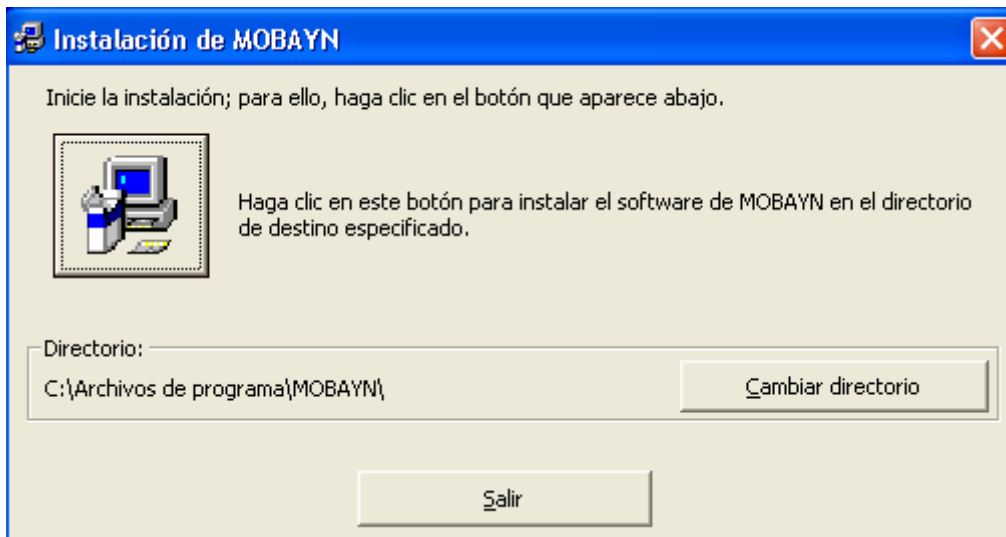 Instalación de MOBAYN
Inicie la instalación; para ello, haga clic en el botón que aparece abajo.
Haga clic en este botón para instalar el software de MOBAYN en el directorio
de destino especificado.
Directorio:
C:\Archivos de programa\MOBAYN\
Cambiar directorio
Salir